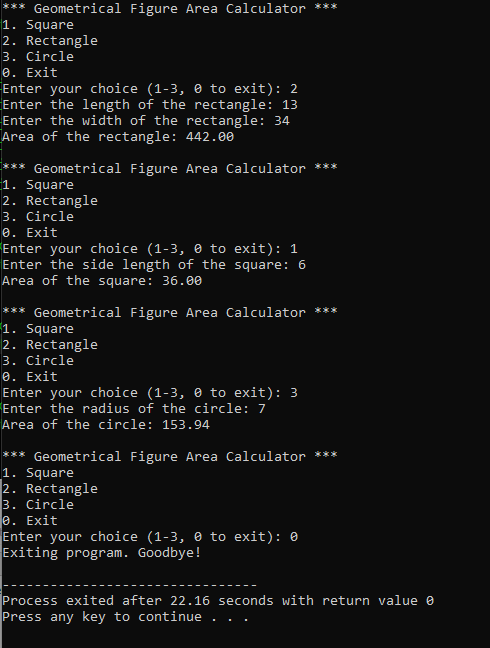 *** Geometrical Figure Area Calculator ***
1. Square
2. Rectangle
3. Circle
0. Exit
Enter your choice (1-3, 0 to exit): 2
Enter the length of the rectangle: 13
Enter the width of the rectangle: 34
Area of the rectangle: 442.00

*** Geometrical Figure Area Calculator ***
1. Square
2. Rectangle
3. Circle
0. Exit
Enter your choice (1-3, 0 to exit): 1
Enter the side length of the square: 6
Area of the square: 36.00

*** Geometrical Figure Area Calculator ***
1. Square
2. Rectangle
3. Circle
0. Exit
Enter your choice (1-3, 0 to exit): 3
Enter the radius of the circle: 7
Area of the circle: 153.94

*** Geometrical Figure Area Calculator ***
1. Square
2. Rectangle
3. Circle
0. Exit
Enter your choice (1-3, 0 to exit): 0
Exiting program. Goodbye!

--------------------------------
Process exited after 22.16 seconds with return value 0
Press any key to continue . . .